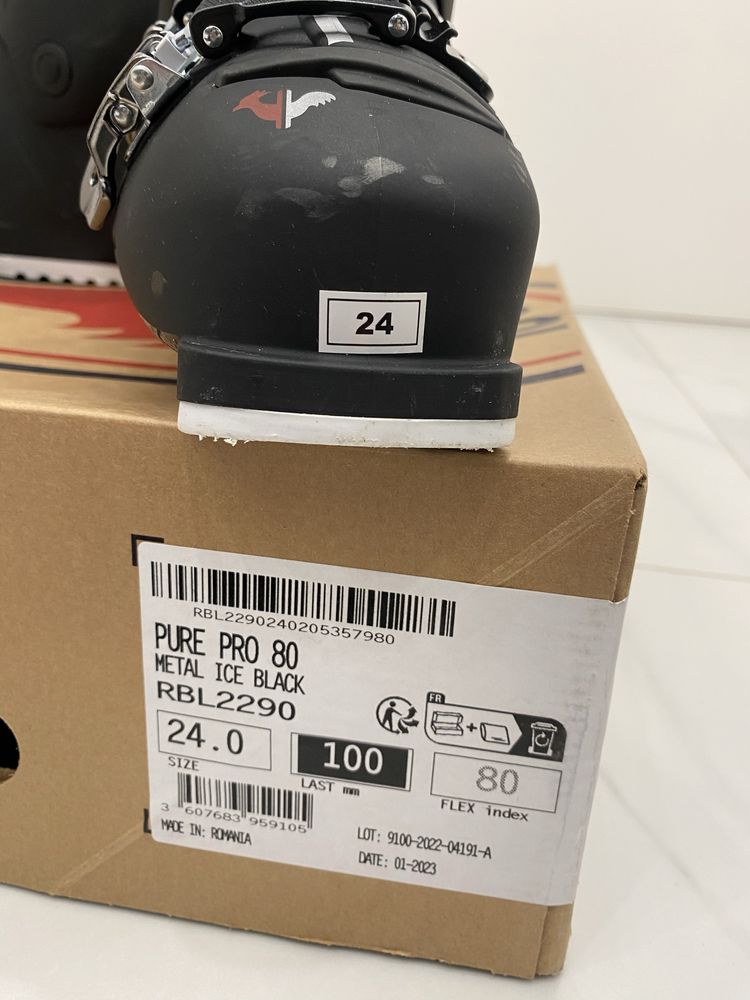 24
RBL2290240205357980
PURE PRO 80
METAL ICE BLACK
RBL2290
FR
24.0
SIZE
100
LAST mm
80
FLEX index
3 607683 959105
MADE IN: ROMANIA
LOT: 9100-2022-04191-A
DATE: 01-2023